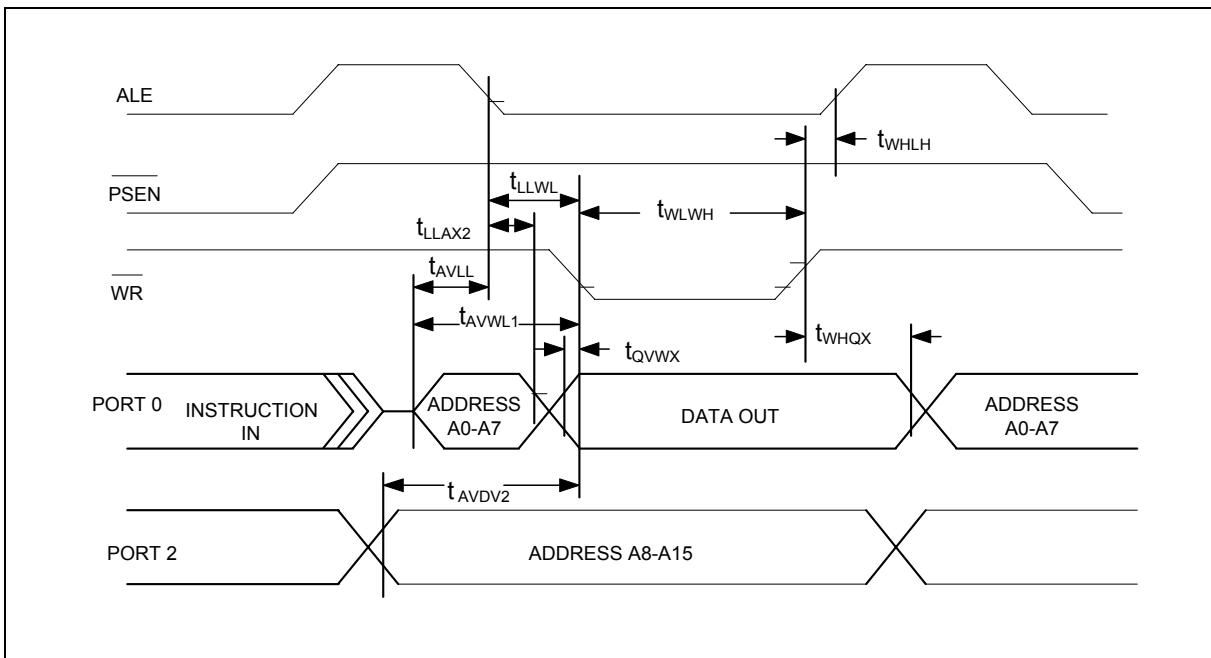 ALE
tWHLH
PSEN
tLLWL
tWLWH
tLLAX2
tAVLL
WR
tAVWL1
tWHQX
tQVWX
PORT 0
INSTRUCTION
IN
ADDRESS
A0-A7
DATA OUT
ADDRESS
A0-A7
t AVDV2
PORT 2
ADDRESS A8-A15